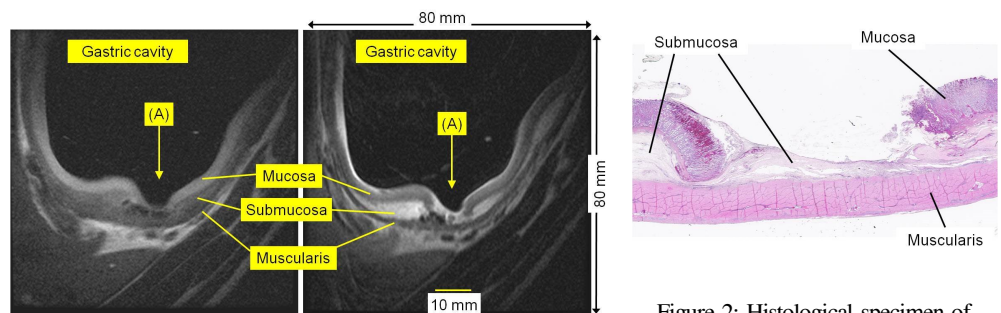 80 mm
Gastric cavity
Gastric cavity
(A)
(A)
Mucosa
Submucosa
Muscularis
10 mm
80 mm
Submucosa
Mucosa
Muscularis
Figure 2: Histological specimen of